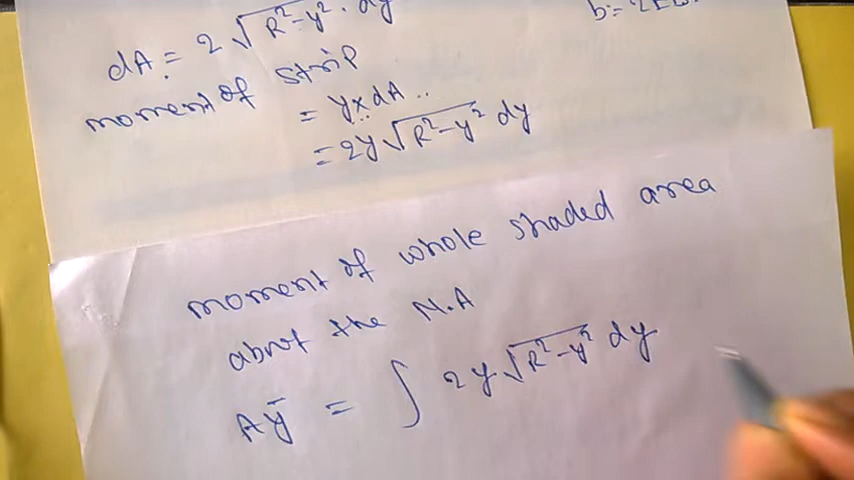 dA = 2 √R²-y² . dy
moment of strip
= y x dA ..
= 2y √R²-y² dy
moment of whole shaded area
about the N.A
Aȳ = ∫ 2y √R²-y² dy